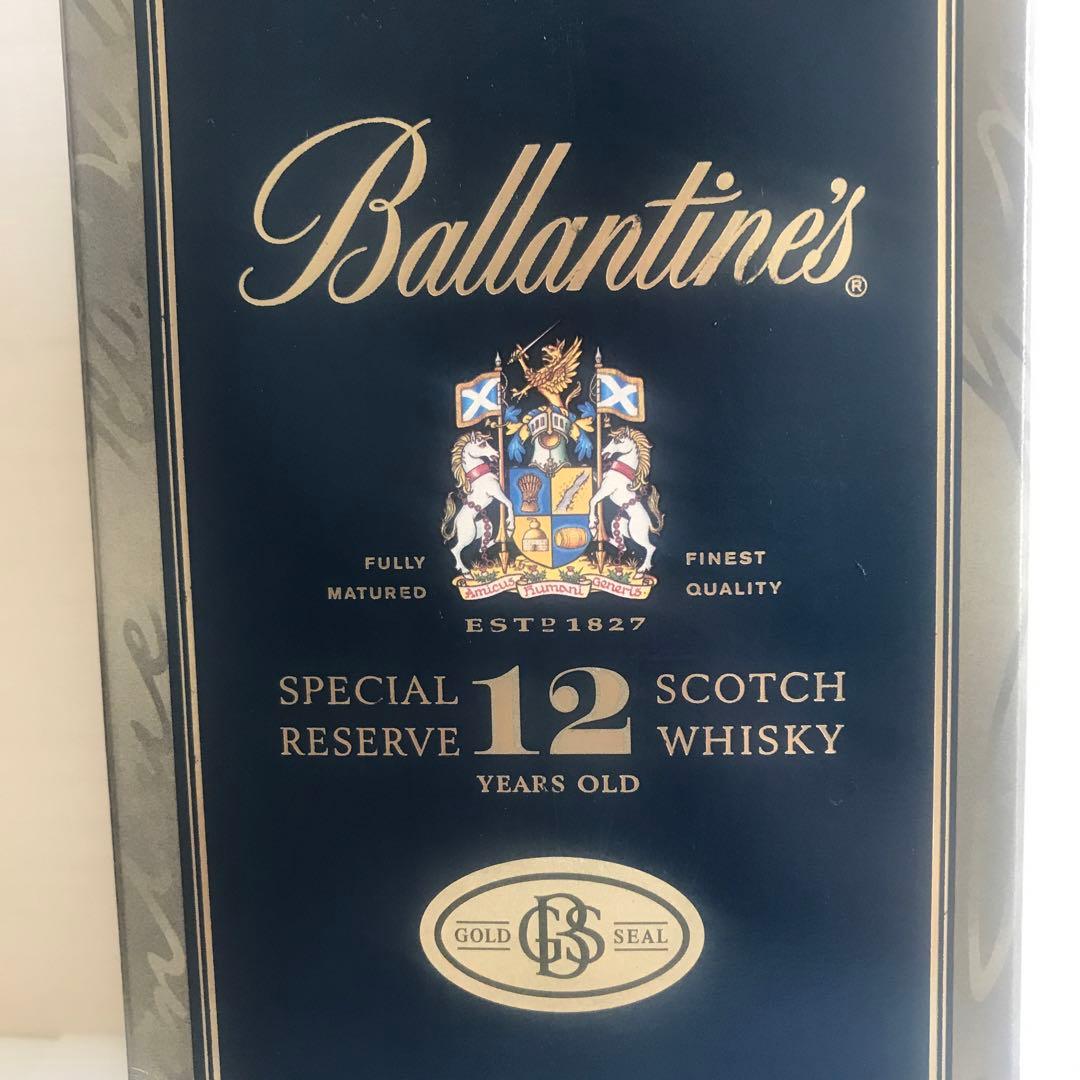 Ballantine's®
FULLY
MATURED
FINEST
QUALITY
Amicus Humani Generis.
ESTD 1827
SPECIAL
RESERVE
12
SCOTCH
WHISKY
YEARS OLD
GOLD GBS SEAL